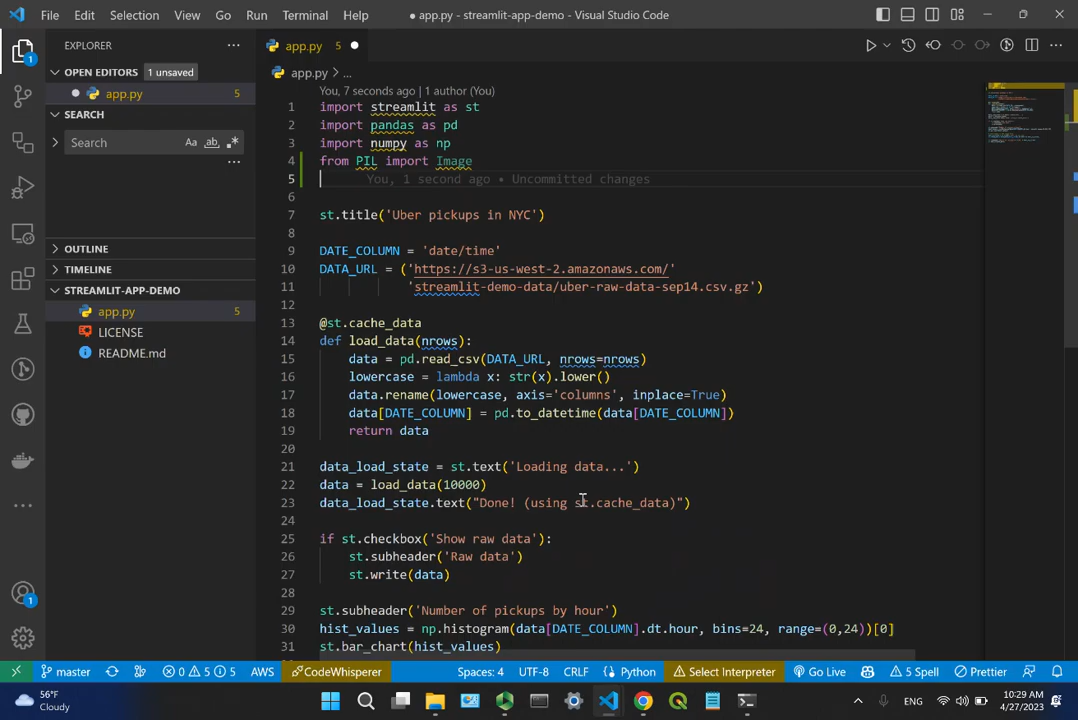 File Edit Selection View Go Run Terminal Help
● app.py - streamlit-app-demo - Visual Studio Code
EXPLORER
OPEN EDITORS 1 unsaved
● app.py 5
SEARCH
Search
Aa ab
OUTLINE
TIMELINE
STREAMLIT-APP-DEMO
app.py 5
LICENSE
README.md
1
1
app.py 5 ●
app.py > ...
You, 7 seconds ago | 1 author (You)
1 import streamlit as st
2 import pandas as pd
3 import numpy as np
4 from PIL import Image
5 You, 1 second ago • Uncommitted changes
6
7 st.title('Uber pickups in NYC')
8
9 DATE_COLUMN = 'date/time'
10 DATA_URL = ('https://s3-us-west-2.amazonaws.com/'
11 'streamlit-demo-data/uber-raw-data-sep14.csv.gz')
12
13 @st.cache_data
14 def load_data(nrows):
15 data = pd.read_csv(DATA_URL, nrows=nrows)
16 lowercase = lambda x: str(x).lower()
17 data.rename(lowercase, axis='columns', inplace=True)
18 data[DATE_COLUMN] = pd.to_datetime(data[DATE_COLUMN])
19 return data
20
21 data_load_state = st.text('Loading data...')
22 data = load_data(10000)
23 data_load_state.text("Done! (using st.cache_data)")
24
25 if st.checkbox('Show raw data'):
26 st.subheader('Raw data')
27 st.write(data)
28
29 st.subheader('Number of pickups by hour')
30 hist_values = np.histogram(data[DATE_COLUMN].dt.hour, bins=24, range=(0,24))[0]
31 st.bar_chart(hist_values)
master 0 5 5 AWS CodeWhisperer Spaces: 4 UTF-8 CRLF Python Select Interpreter Go Live 5 Spell Prettier
56°F
Cloudy
ENG
10:29 AM
4/27/2023